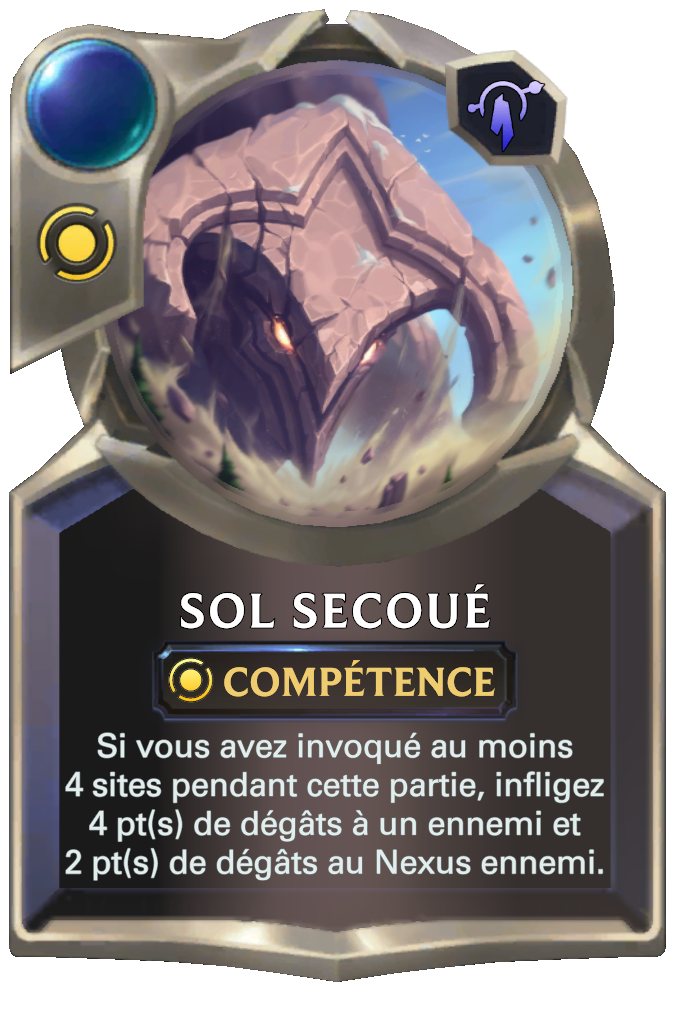 SOL SECOUÉ
COMPÉTENCE
Si vous avez invoqué au moins
4 sites pendant cette partie, infligez
4 pt(s) de dégâts à un ennemi et
2 pt(s) de dégâts au Nexus ennemi.